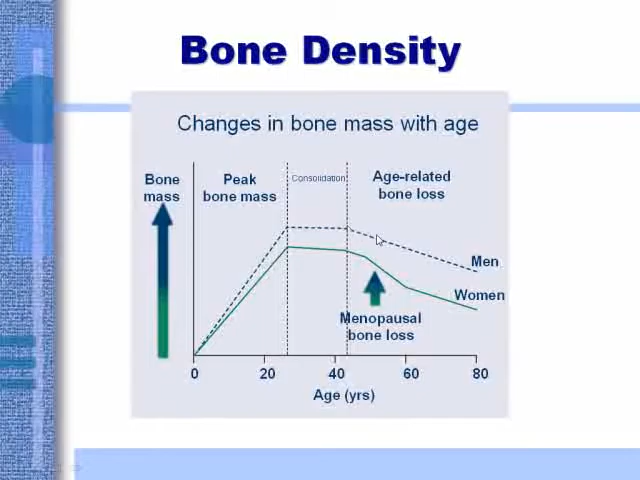 Bone Density
Changes in bone mass with age
Bone
mass
Peak
bone mass
Consolidation
Age-related
bone loss
Men
Women
Menopausal
bone loss
0 20 40 60 80
Age (yrs)